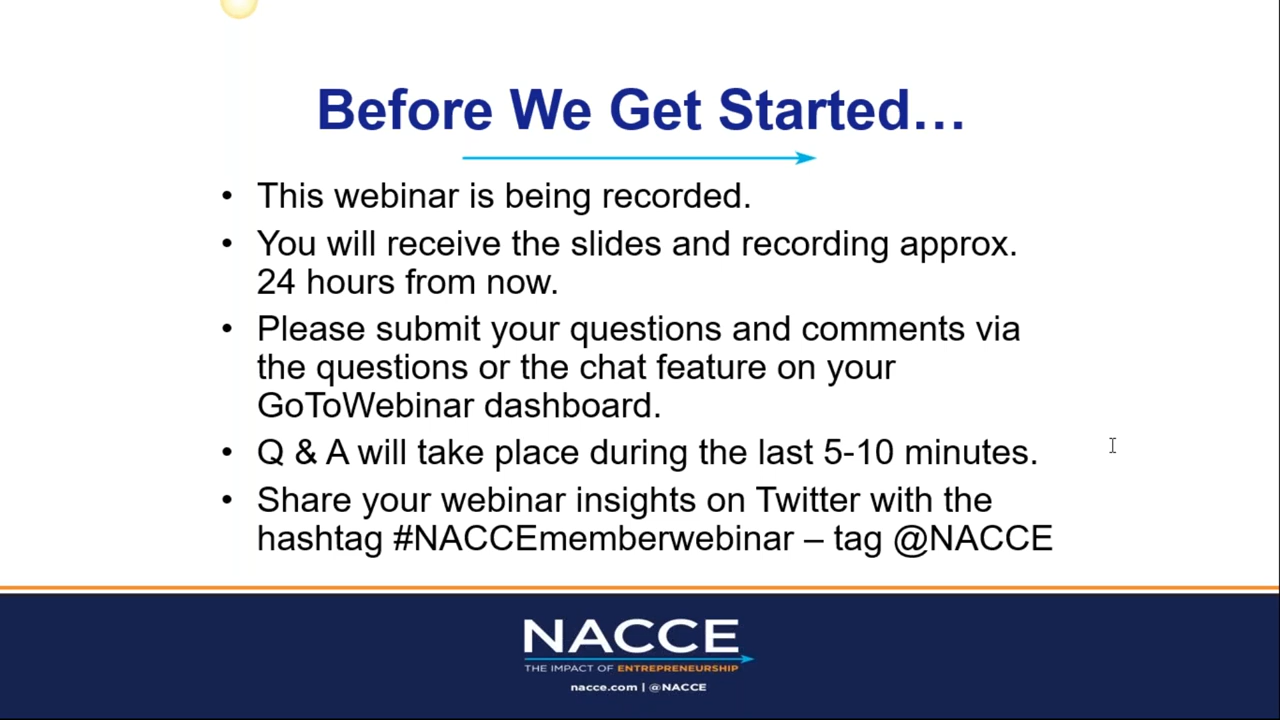 Before We Get Started…
• This webinar is being recorded.
• You will receive the slides and recording approx.
24 hours from now.
• Please submit your questions and comments via
the questions or the chat feature on your
GoToWebinar dashboard.
• Q & A will take place during the last 5-10 minutes.
• Share your webinar insights on Twitter with the
hashtag #NACCEmemberwebinar – tag @NACCE
NACCE
THE IMPACT OF ENTREPRENEURSHIP
nacce.com | @NACCE